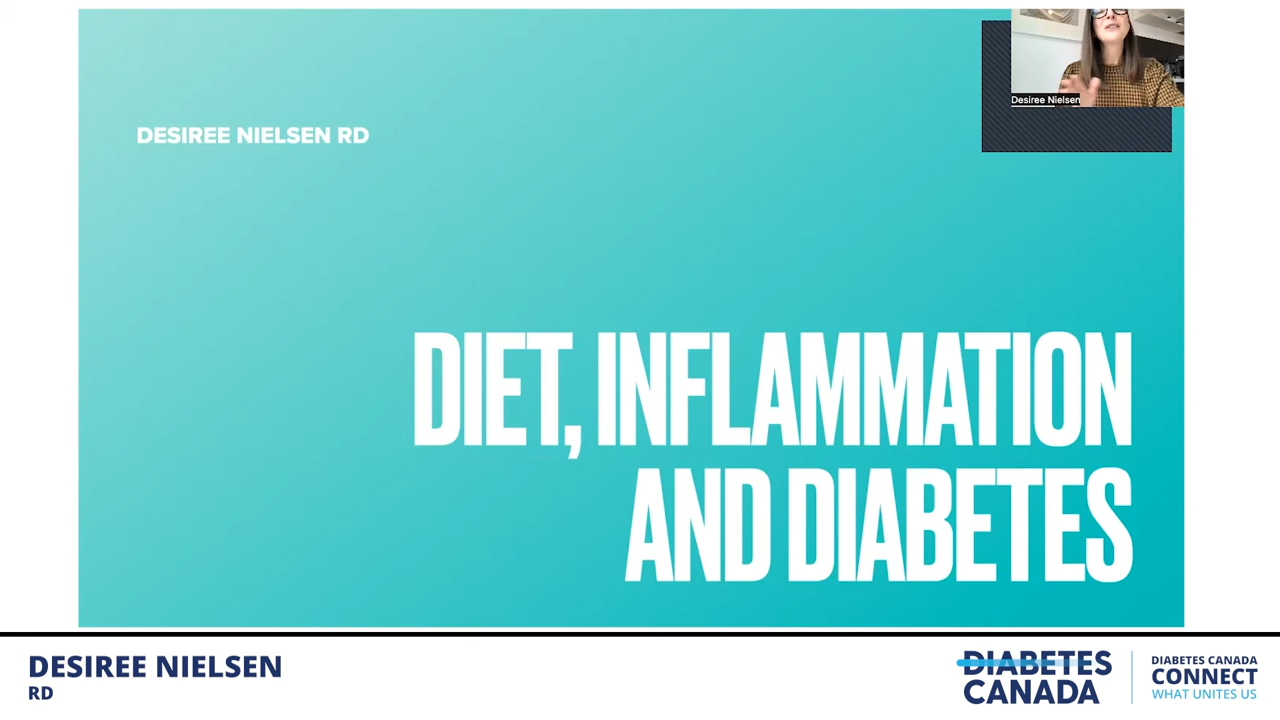 Desiree Nielsen
DESIREE NIELSEN RD
DIET, INFLAMMATION
AND DIABETES
DESIREE NIELSEN
RD
DIABETES
CANADA
DIABETES CANADA
CONNECT
WHAT UNITES US